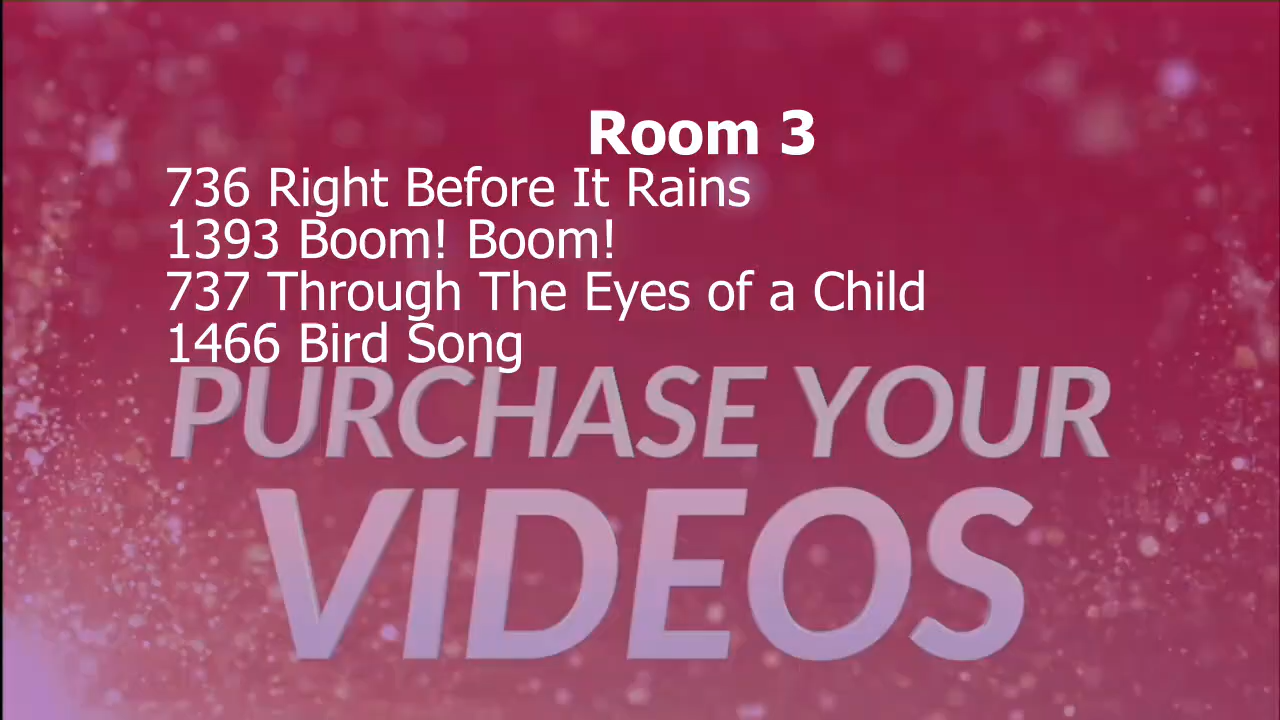 Room 3
736 Right Before It Rains
1393 Boom! Boom!
737 Through The Eyes of a Child
1466 Bird Song
PURCHASE YOUR
VIDEOS